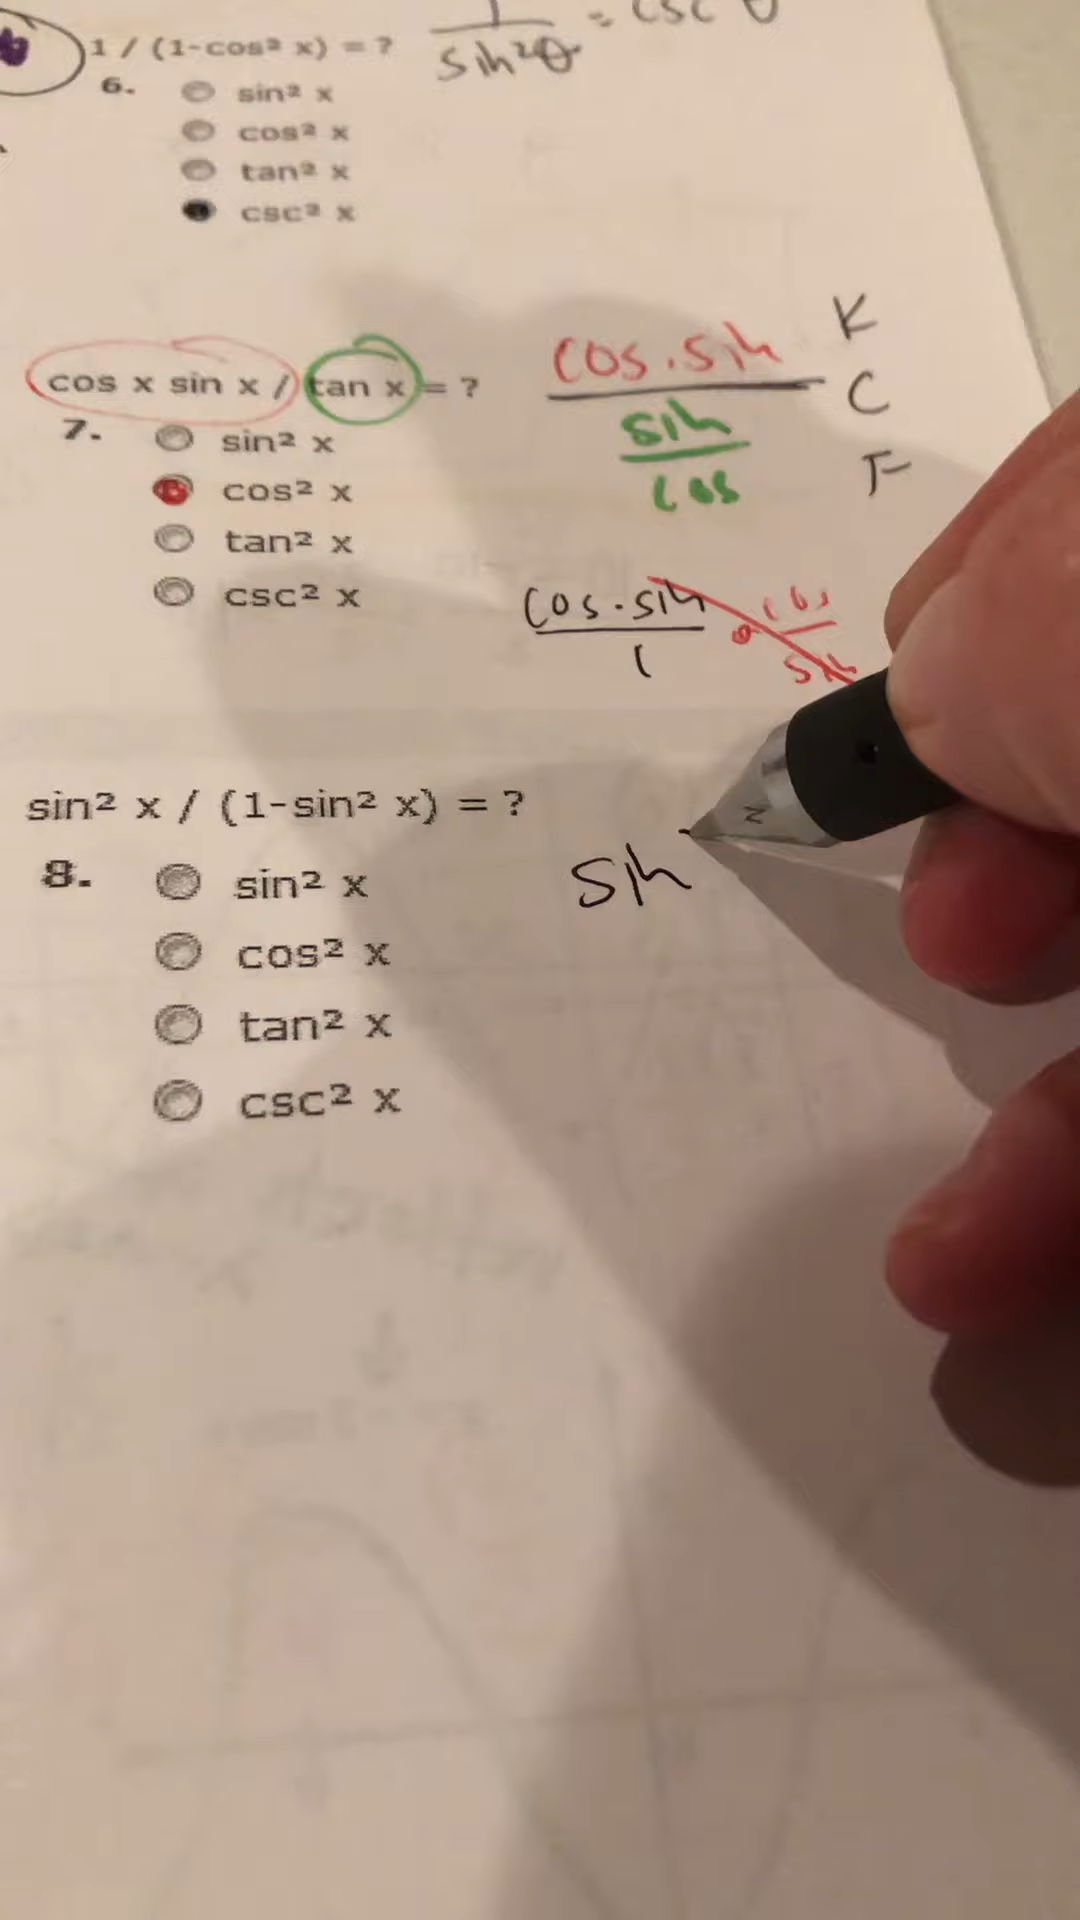 1 / (1-cos² x) = ?
1
sin²θ
= csc θ
6.
sin² x
cos² x
tan² x
csc² x
cos x sin x / tan x = ?
7.
sin² x
cos² x
tan² x
csc² x
cos . sin
sin
cos
K
C
F
cos . sin
1
cos
sin
sin² x / (1-sin² x) = ?
8.
sin² x
cos² x
tan² x
csc² x
sin
N